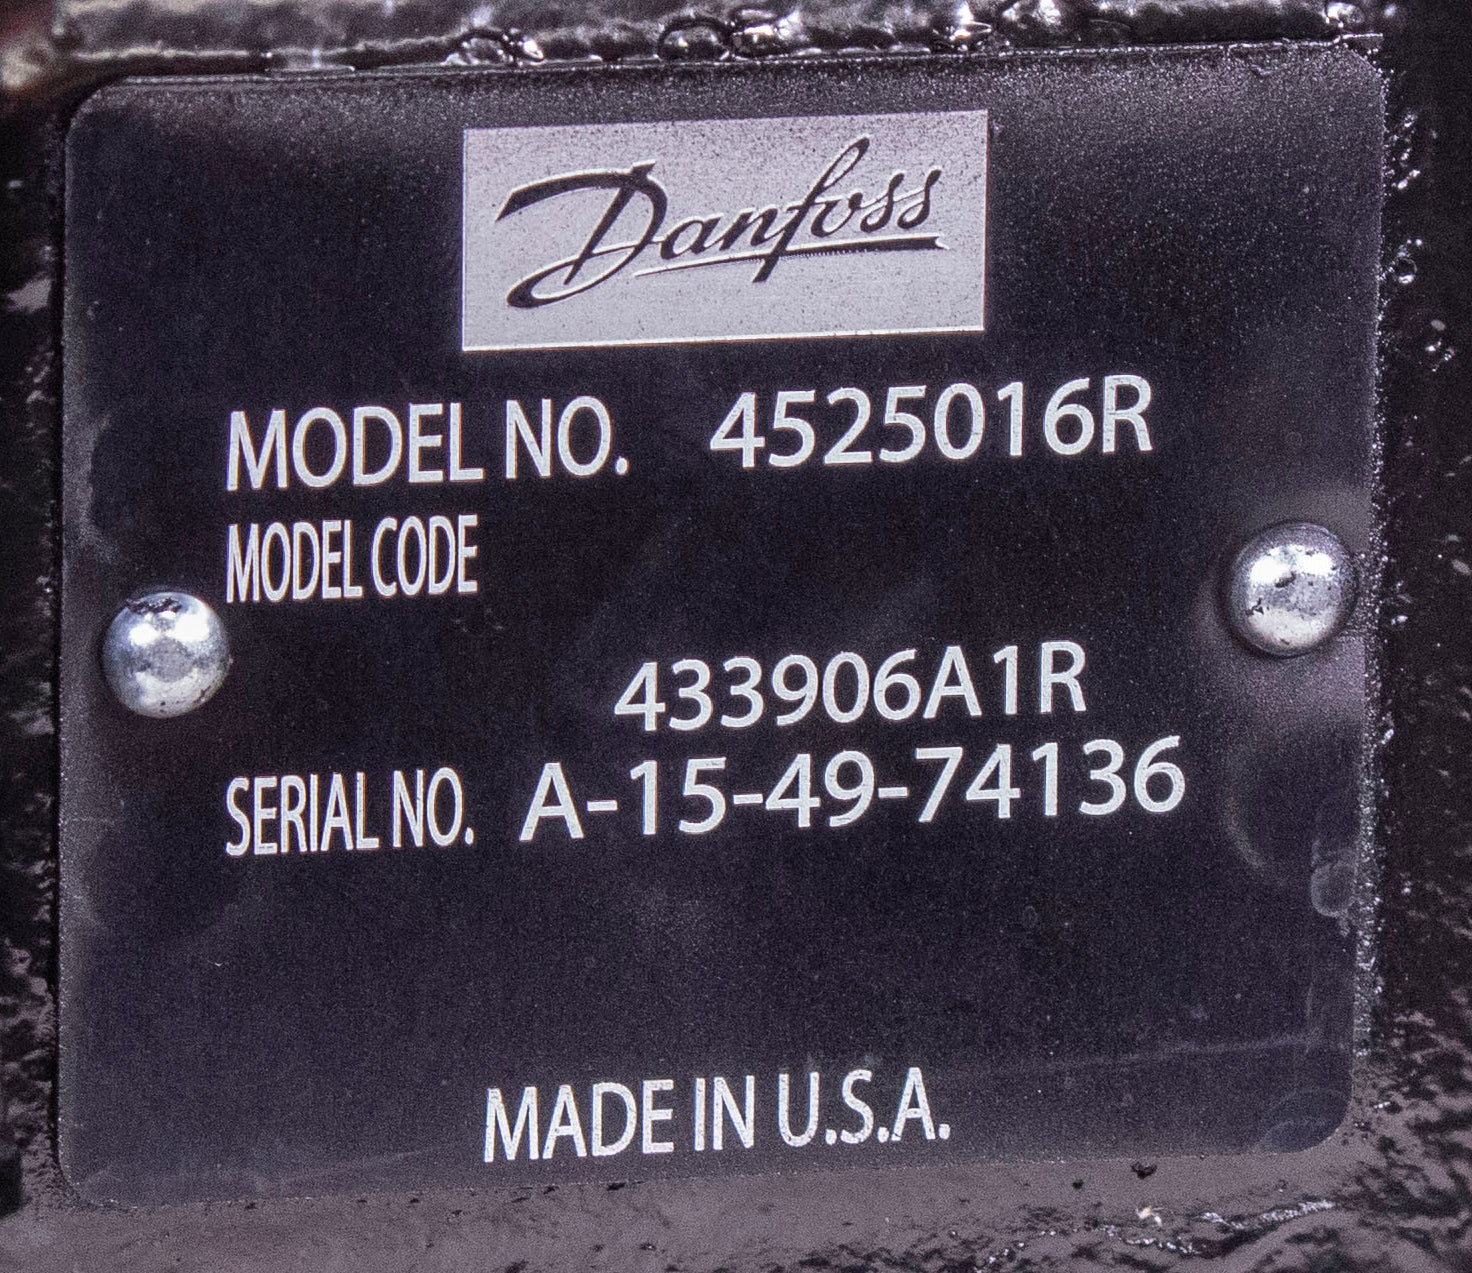 Danfoss
MODEL NO. 4525016R
MODEL CODE
433906A1R
SERIAL NO. A-15-49-74136
MADE IN U.S.A.